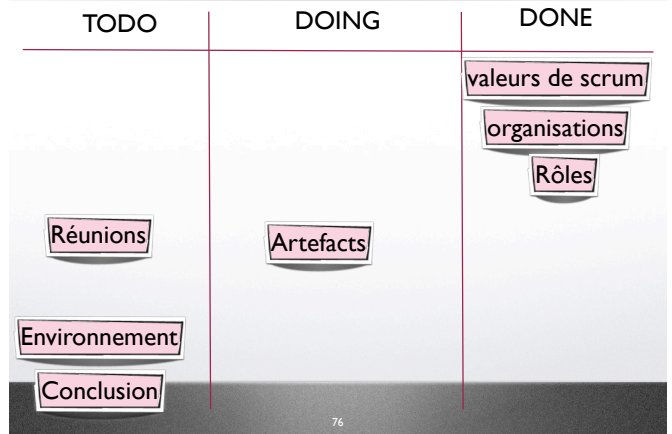 TODO
DOING
DONE
valeurs de scrum
organisations
Rôles
Réunions
Artefacts
Environnement
Conclusion
76